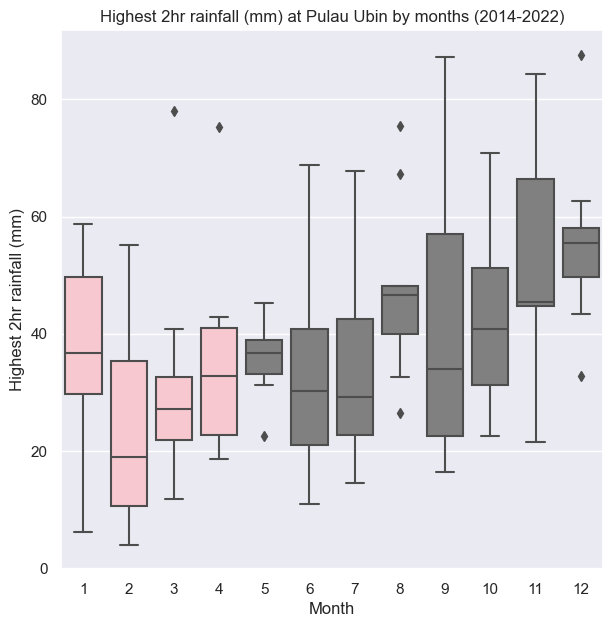 Highest 2hr rainfall (mm) at Pulau Ubin by months (2014-2022)
Highest 2hr rainfall (mm)
80
60
40
20
0
1 2 3 4 5 6 7 8 9 10 11 12
Month